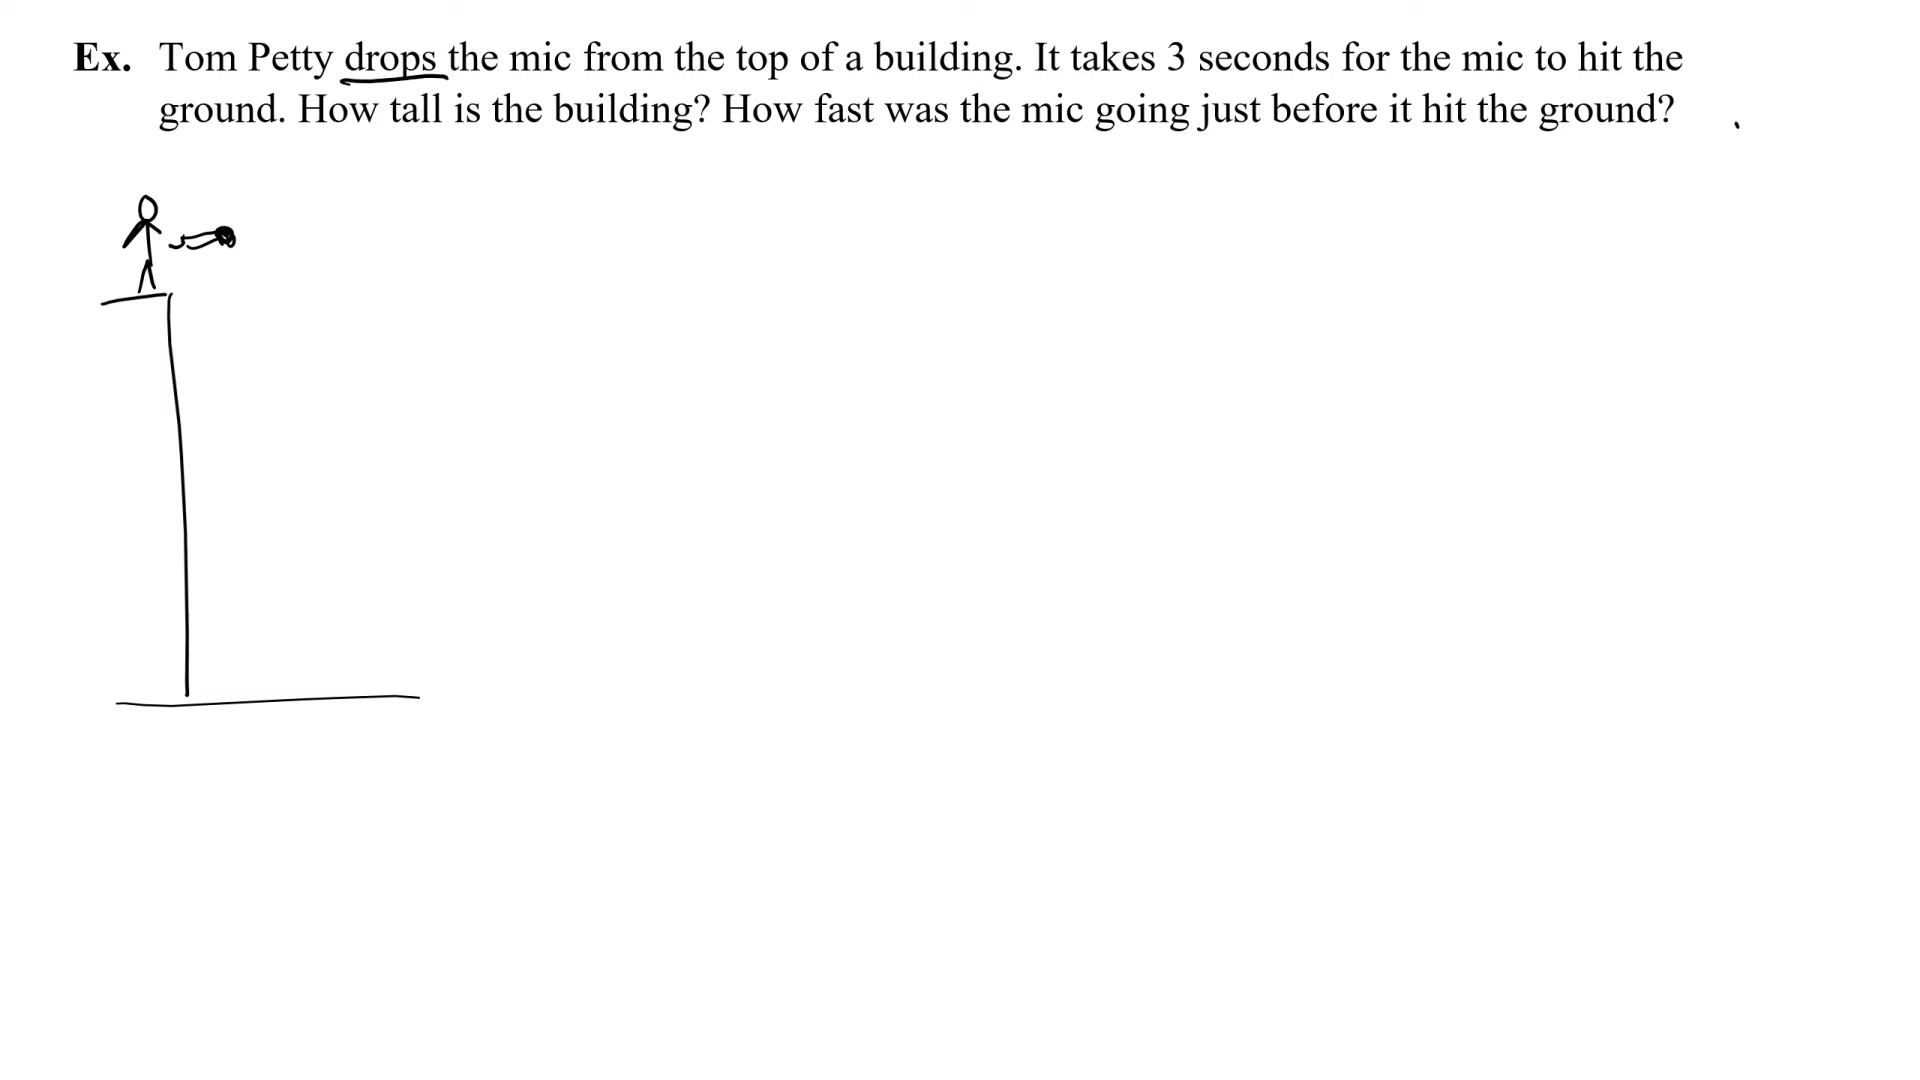 Ex. Tom Petty drops the mic from the top of a building. It takes 3 seconds for the mic to hit the
ground. How tall is the building? How fast was the mic going just before it hit the ground?